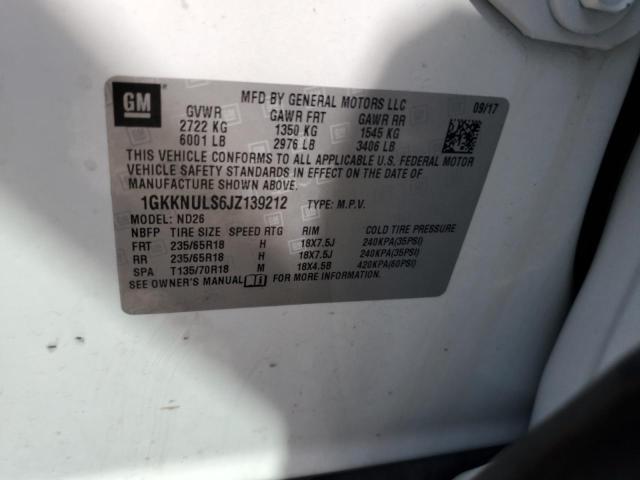 GM
MFD BY GENERAL MOTORS LLC 09/17
GVWR GAWR FRT GAWR RR
2722 KG 1350 KG 1545 KG
6001 LB 2976 LB 3406 LB
THIS VEHICLE CONFORMS TO ALL APPLICABLE U.S. FEDERAL MOTOR
VEHICLE SAFETY STANDARDS IN EFFECT ON THE DATE OF
MANUFACTURE SHOWN ABOVE.
1GKKNULS6JZ139212 TYPE: M.P.V.
MODEL: ND26
NBFP TIRE SIZE SPEED RTG RIM COLD TIRE PRESSURE
FRT 235/65R18 H 18X7.5J 240KPA(35PSI)
RR 235/65R18 H 18X7.5J 240KPA(35PSI)
SPA T135/70R18 M 18X4.5B 420KPA(60PSI)
SEE OWNER'S MANUAL FOR ADDITIONAL INFORMATION.